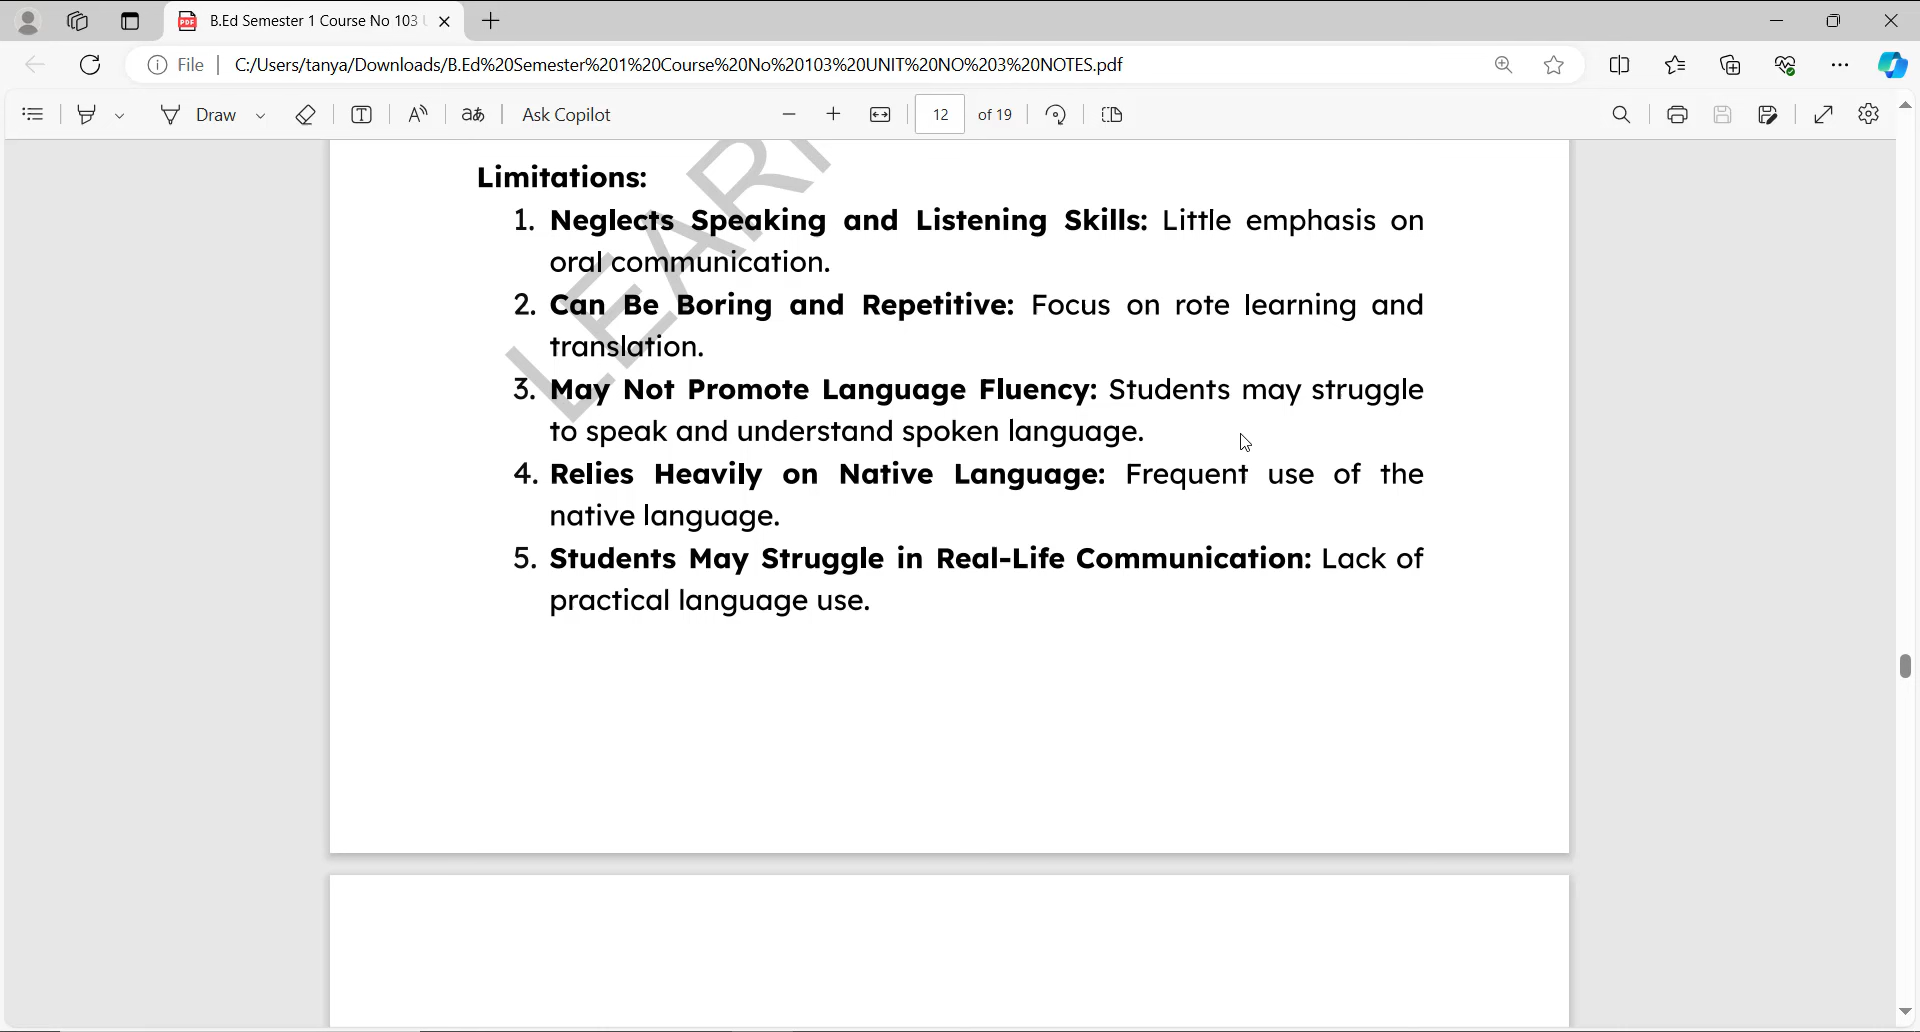 B.Ed Semester 1 Course No 103
File
C:/Users/tanya/Downloads/B.Ed%20Semester%201%20Course%20No%20103%20UNIT%20NO%203%20NOTES.pdf
Draw
Ask Copilot
12
of 19
Limitations:
1. Neglects Speaking and Listening Skills: Little emphasis on
oral communication.
2. Can Be Boring and Repetitive: Focus on rote learning and
translation.
3. May Not Promote Language Fluency: Students may struggle
to speak and understand spoken language.
4. Relies Heavily on Native Language: Frequent use of the
native language.
5. Students May Struggle in Real-Life Communication: Lack of
practical language use.